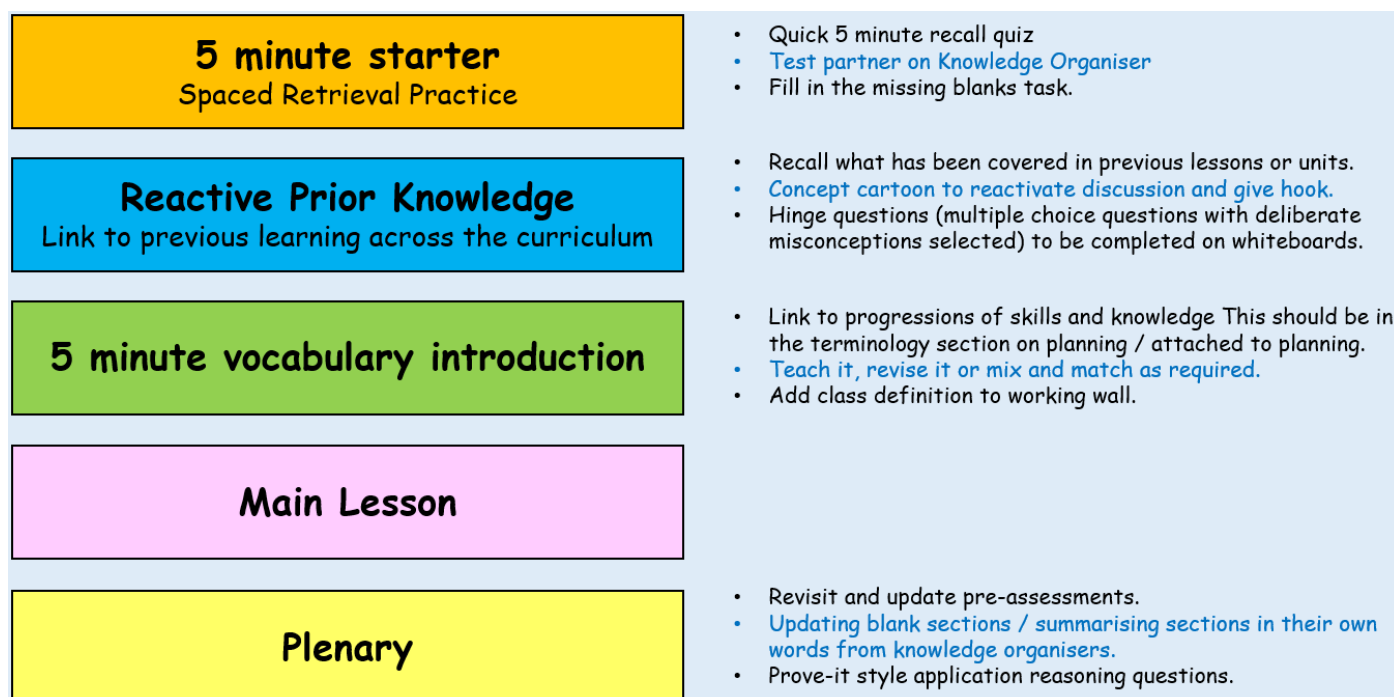 5 minute starter
Spaced Retrieval Practice
• Quick 5 minute recall quiz
• Test partner on Knowledge Organiser
• Fill in the missing blanks task.
Reactive Prior Knowledge
Link to previous learning across the curriculum
• Recall what has been covered in previous lessons or units.
• Concept cartoon to reactivate discussion and give hook.
• Hinge questions (multiple choice questions with deliberate
misconceptions selected) to be completed on whiteboards.
5 minute vocabulary introduction
• Link to progressions of skills and knowledge This should be in
the terminology section on planning / attached to planning.
• Teach it, revise it or mix and match as required.
• Add class definition to working wall.
Main Lesson
Plenary
• Revisit and update pre-assessments.
• Updating blank sections / summarising sections in their own
words from knowledge organisers.
• Prove-it style application reasoning questions.